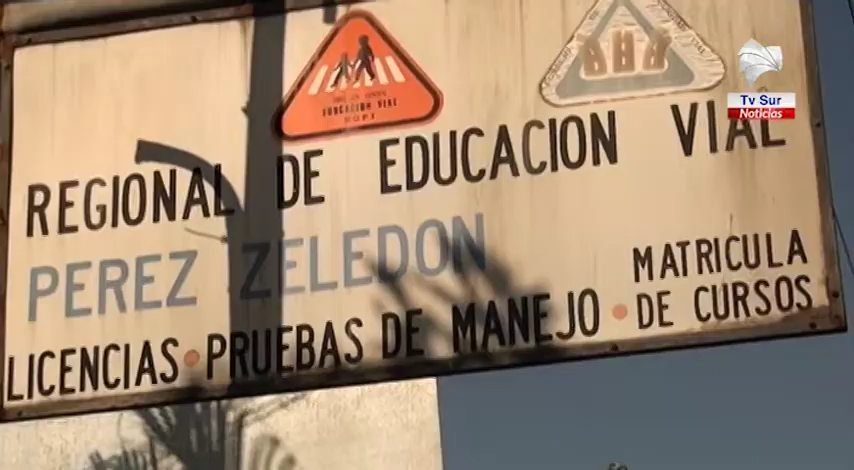 EDUCACION VIAL
Tv Sur
Noticias
REGIONAL DE EDUCACION VIAL
PEREZ ZELEDON
MATRICULA
LICENCIAS • PRUEBAS DE MANEJO • DE CURSOS